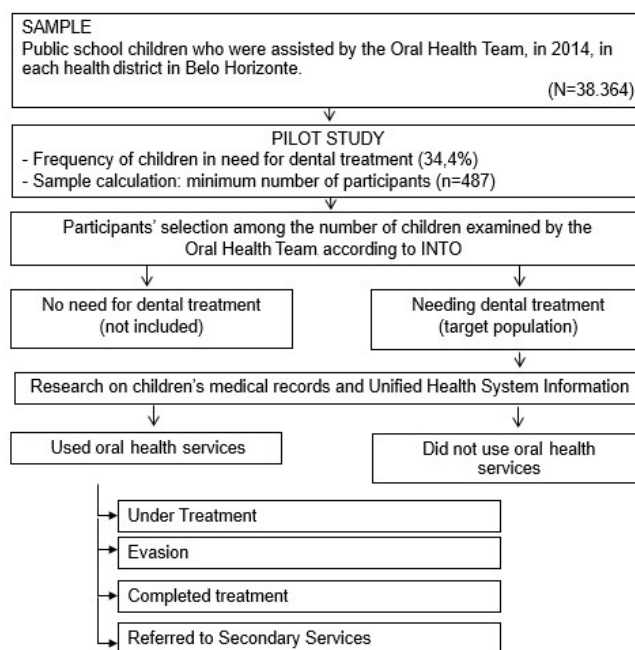 SAMPLE
Public school children who were assisted by the Oral Health Team, in 2014, in
each health district in Belo Horizonte.
(N=38.364)
PILOT STUDY
- Frequency of children in need for dental treatment (34,4%)
- Sample calculation: minimum number of participants (n=487)
Participants' selection among the number of children examined by the
Oral Health Team according to INTO
No need for dental treatment
(not included)
Needing dental treatment
(target population)
Research on children's medical records and Unified Health System Information
Used oral health services
Did not use oral health
services
Under Treatment
Evasion
Completed treatment
Referred to Secondary Services